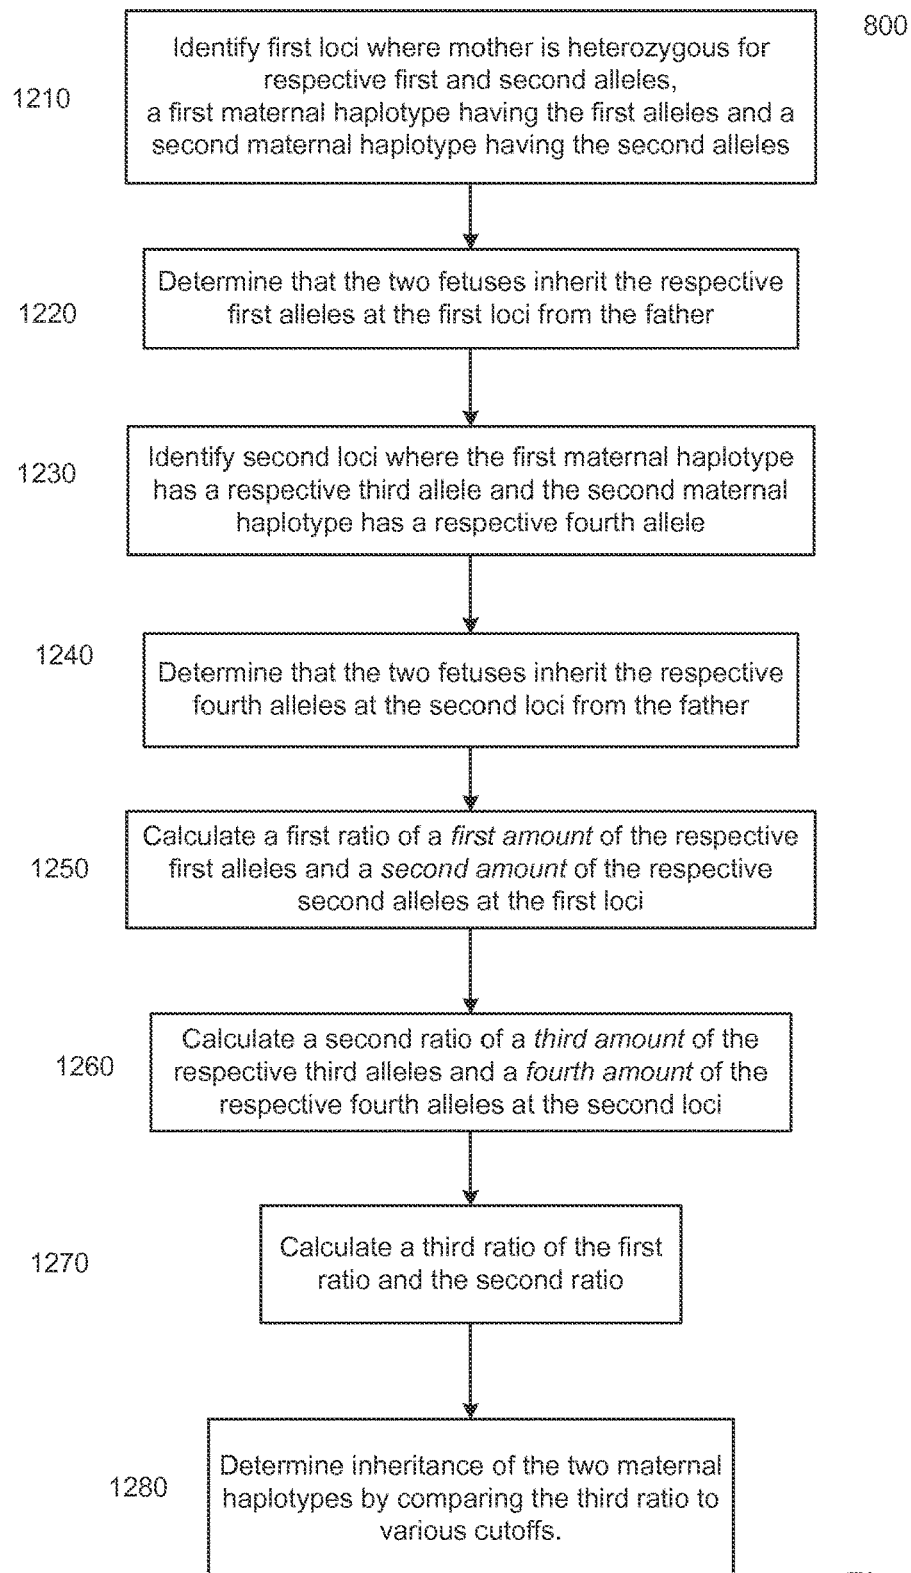 800
1210
Identify first loci where mother is heterozygous for
respective first and second alleles,
a first maternal haplotype having the first alleles and a
second maternal haplotype having the second alleles
1220
Determine that the two fetuses inherit the respective
first alleles at the first loci from the father
1230
Identify second loci where the first maternal haplotype
has a respective third allele and the second maternal
haplotype has a respective fourth allele
1240
Determine that the two fetuses inherit the respective
fourth alleles at the second loci from the father
1250
Calculate a first ratio of a first amount of the respective
first alleles and a second amount of the respective
second alleles at the first loci
1260
Calculate a second ratio of a third amount of the
respective third alleles and a fourth amount of the
respective fourth alleles at the second loci
1270
Calculate a third ratio of the first
ratio and the second ratio
1280
Determine inheritance of the two maternal
haplotypes by comparing the third ratio to
various cutoffs.